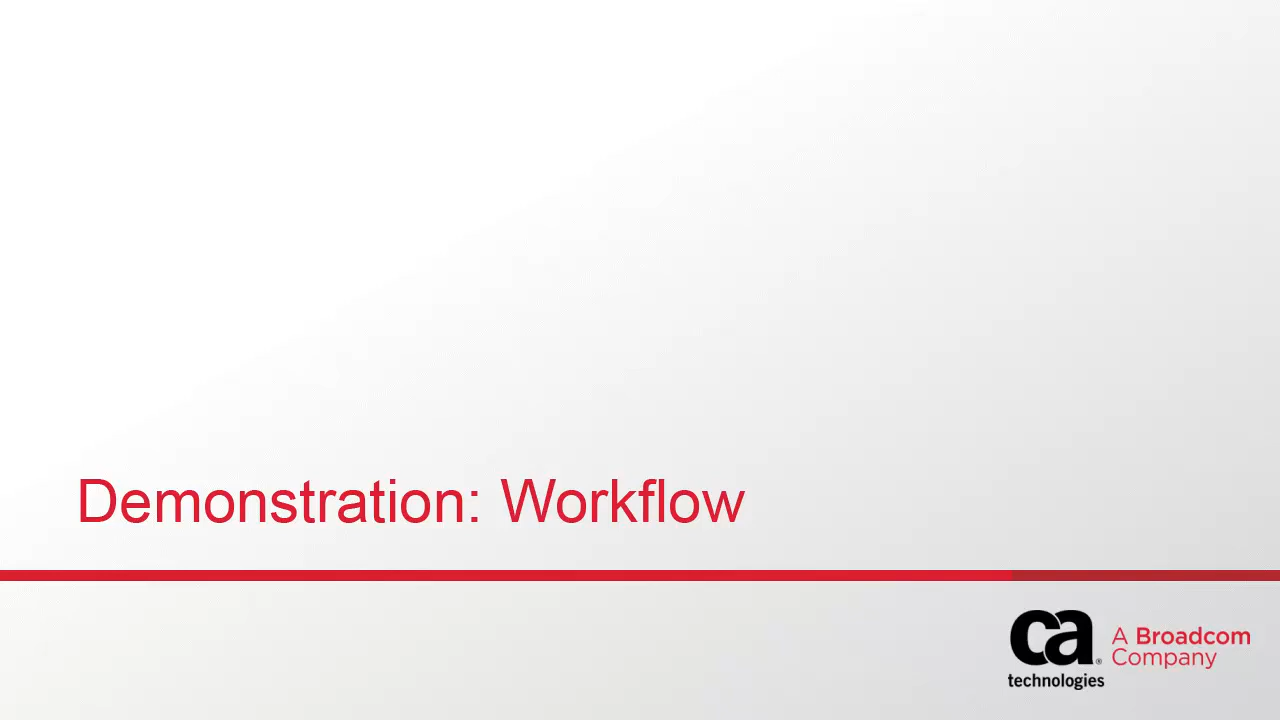 Demonstration: Workflow
ca®
technologies
A Broadcom
Company